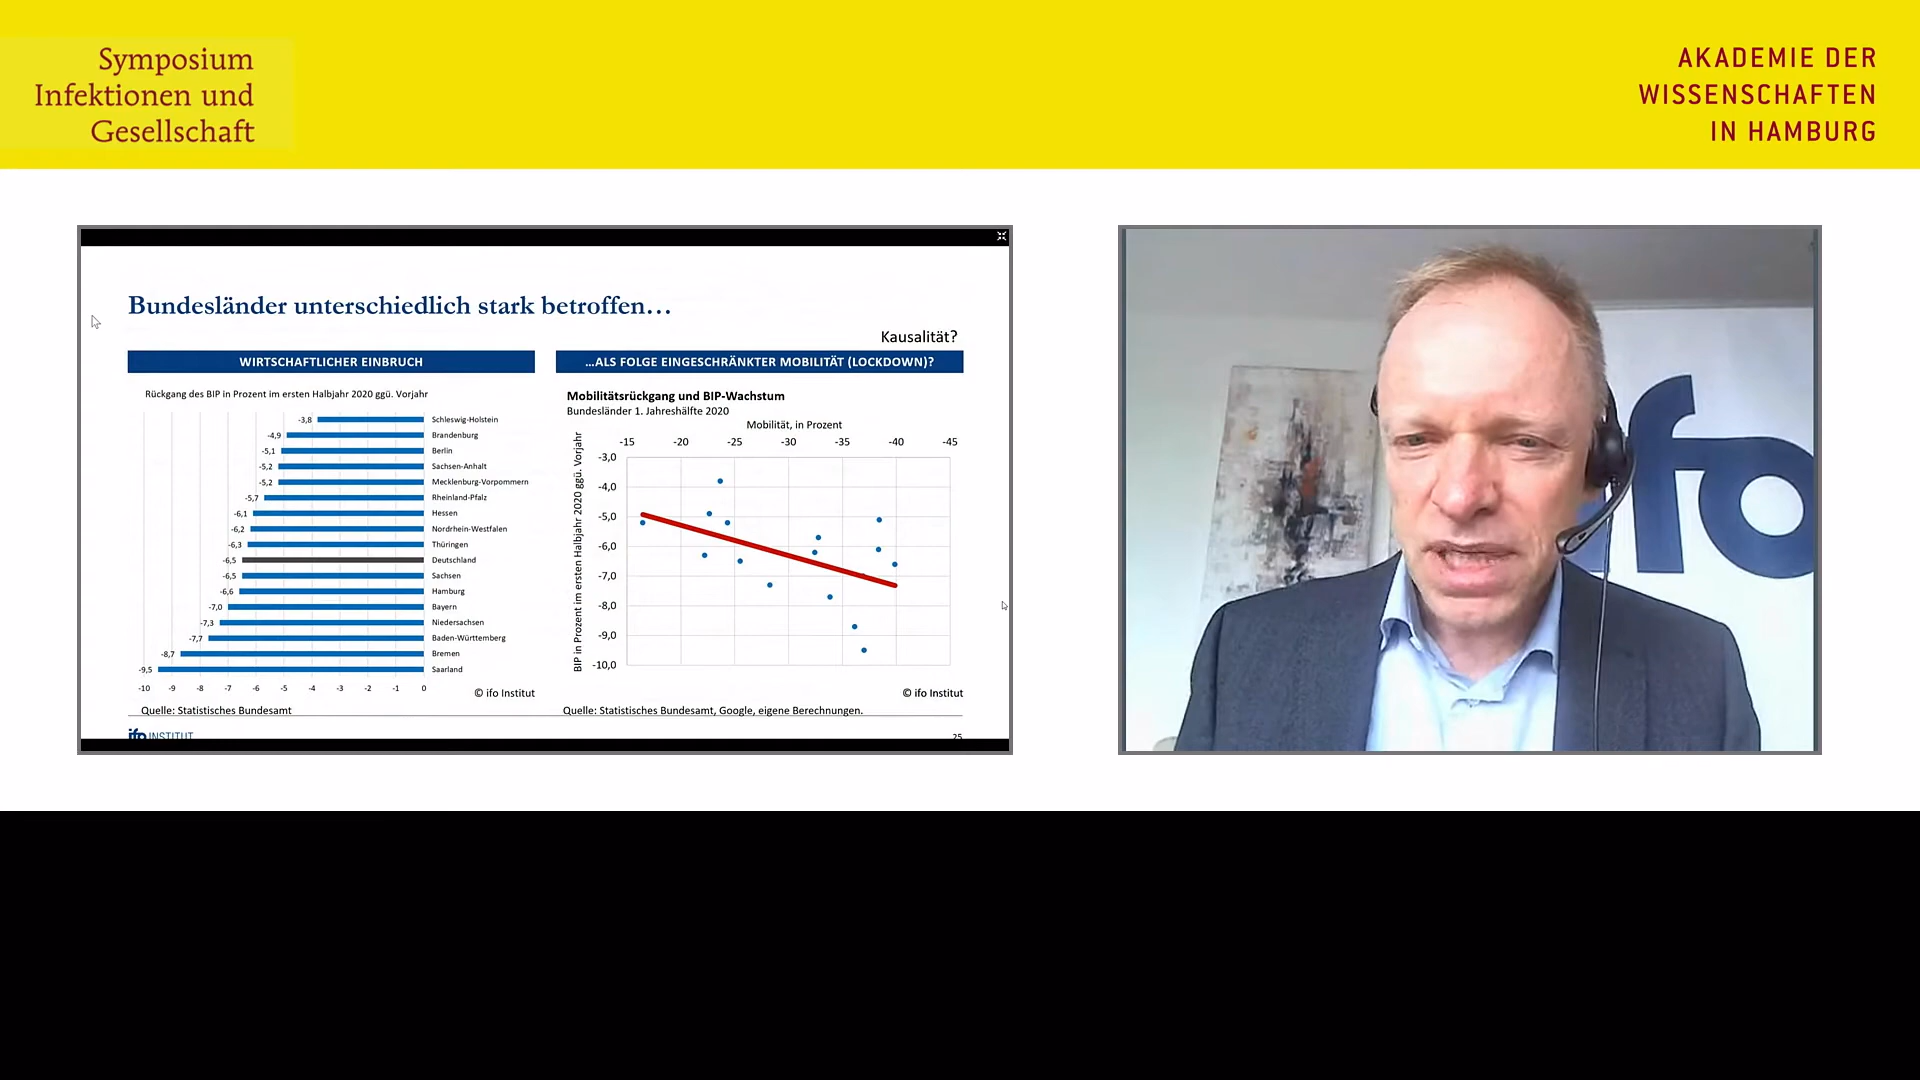 Symposium
Infektionen und
Gesellschaft
AKADEMIE DER
WISSENSCHAFTEN
IN HAMBURG
Bundesländer unterschiedlich stark betroffen…
Kausalität?
WIRTSCHAFTLICHER EINBRUCH
Rückgang des BIP in Prozent im ersten Halbjahr 2020 ggü. Vorjahr
-3,8 Schleswig-Holstein
-4,9 Brandenburg
-5,1 Berlin
-5,2 Sachsen-Anhalt
-5,2 Mecklenburg-Vorpommern
-5,7 Rheinland-Pfalz
-6,1 Hessen
-6,2 Nordrhein-Westfalen
-6,3 Thüringen
-6,5 Deutschland
-6,5 Sachsen
-6,6 Hamburg
-7,0 Bayern
-7,3 Niedersachsen
-7,7 Baden-Württemberg
-8,7 Bremen
-9,5 Saarland
-10 -9 -8 -7 -6 -5 -4 -3 -2 -1 0
© ifo Institut
Quelle: Statistisches Bundesamt
…ALS FOLGE EINGESCHRÄNKTER MOBILITÄT (LOCKDOWN)?
Mobilitätsrückgang und BIP-Wachstum
Bundesländer 1. Jahreshälfte 2020
Mobilität, in Prozent
-15 -20 -25 -30 -35 -40 -45
BIP in Prozent im ersten Halbjahr 2020 ggü. Vorjahr
-3,0
-4,0
-5,0
-6,0
-7,0
-8,0
-9,0
-10,0
© ifo Institut
Quelle: Statistisches Bundesamt, Google, eigene Berechnungen.
ifo INSTITUT
25
ifo